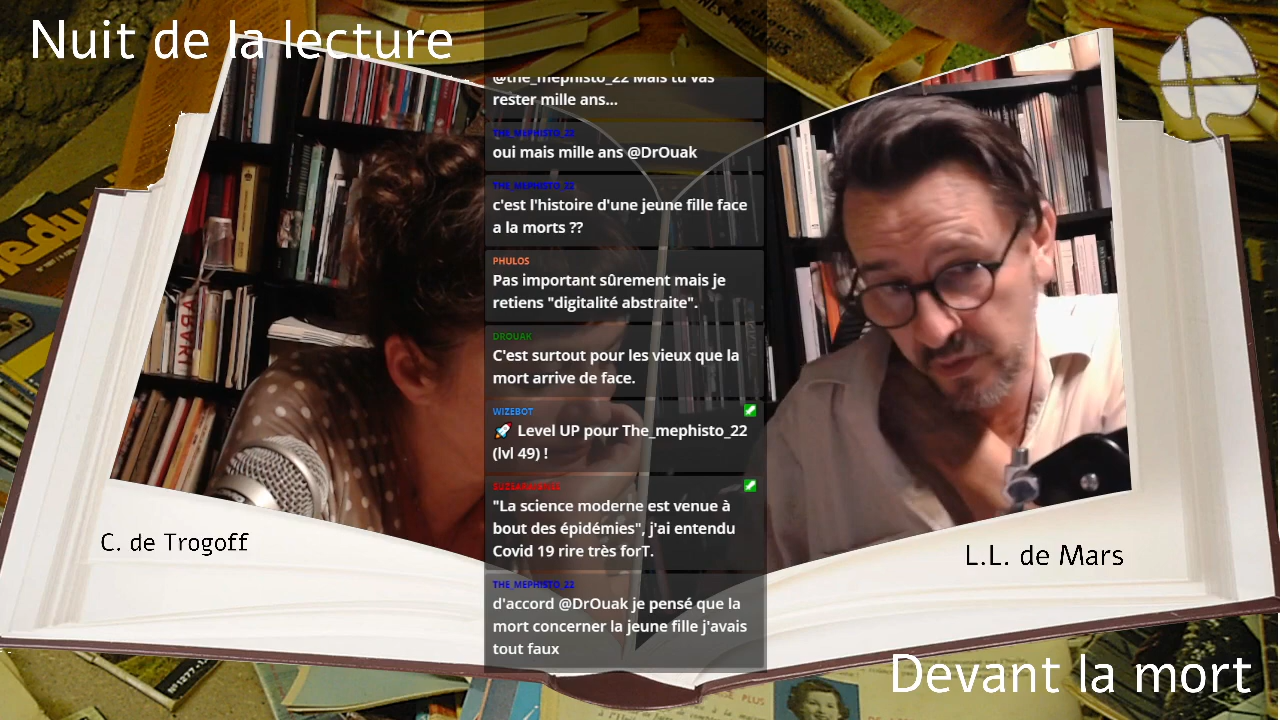 Nuit de la lecture
@the_mephisto_22 Mais tu vas
rester mille ans...
THE_MEPHISTO_22
oui mais mille ans @DrOuak
THE_MEPHISTO_22
c'est l'histoire d'une jeune fille face
a la morts ??
PHULOS
Pas important sûrement mais je
retiens "digitalité abstraite".
DROUAK
C'est surtout pour les vieux que la
mort arrive de face.
WIZEBOT
🚀 Level UP pour The_mephisto_22
(lvl 49) !
"La science moderne est venue à
bout des épidémies", j'ai entendu
Covid 19 rire très forT.
THE_MEPHISTO_22
d'accord @DrOuak je pensé que la
mort concerner la jeune fille j'avais
tout faux
ARAKI
C. de Trogoff
L.L. de Mars
Devant la mort